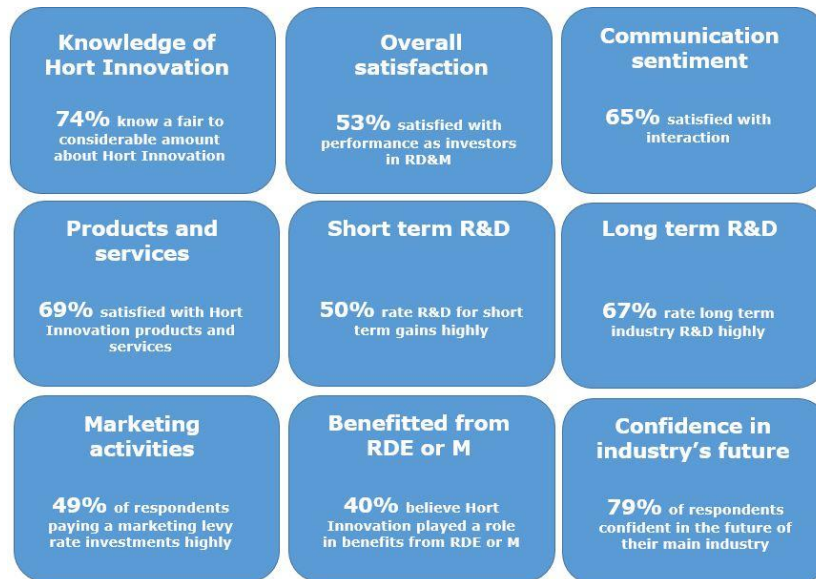 Knowledge of
Hort Innovation
74% know a fair to
considerable amount
about Hort Innovation
Overall
satisfaction
53% satisfied with
performance as investors
in RD&M
Communication
sentiment
65% satisfied with
interaction
Products and
services
69% satisfied with Hort
Innovation products and
services
Short term R&D
50% rate R&D for short
term gains highly
Long term R&D
67% rate long term
industry R&D highly
Marketing
activities
49% of respondents
paying a marketing levy
rate investments highly
Benefitted from
RDE or M
40% believe Hort
Innovation played a role
in benefits from RDE or M
Confidence in
industry’s future
79% of respondents
confident in the future of
their main industry